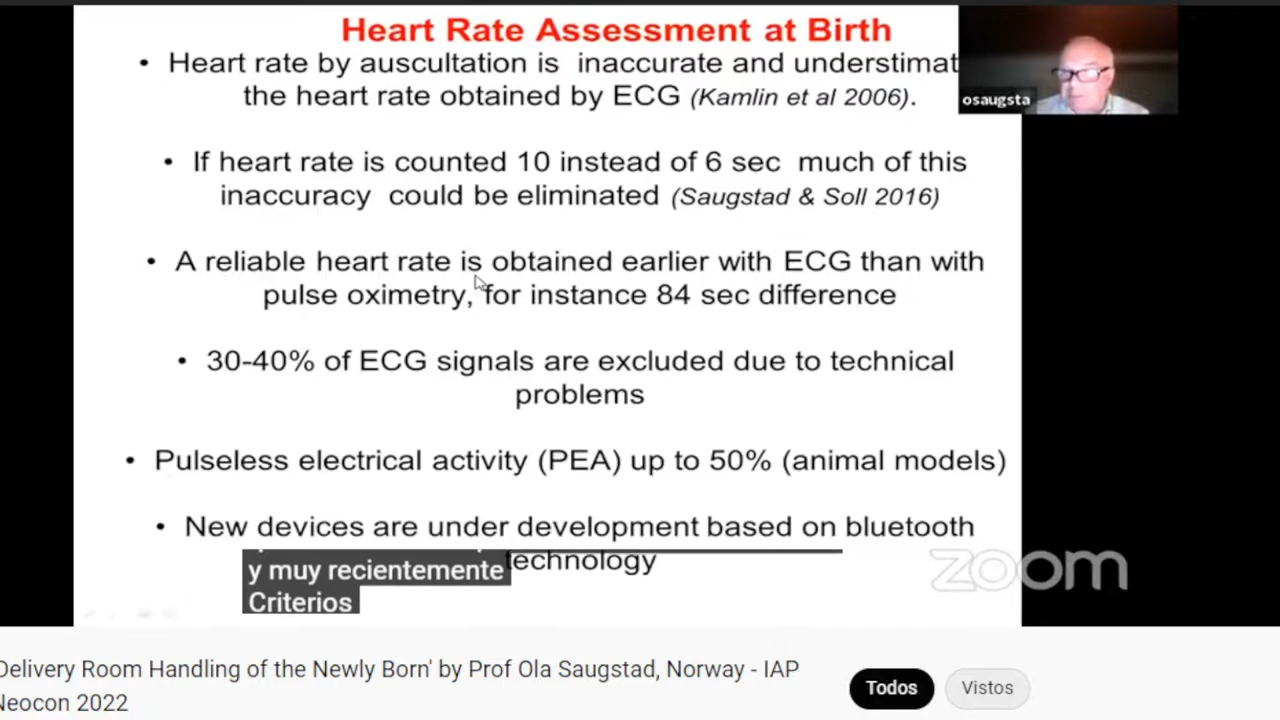 Heart Rate Assessment at Birth
• Heart rate by auscultation is inaccurate and understimat
the heart rate obtained by ECG (Kamlin et al 2006).
osaugsta
• If heart rate is counted 10 instead of 6 sec much of this
inaccuracy could be eliminated (Saugstad & Soll 2016)
• A reliable heart rate is obtained earlier with ECG than with
pulse oximetry, for instance 84 sec difference
• 30-40% of ECG signals are excluded due to technical
problems
• Pulseless electrical activity (PEA) up to 50% (animal models)
• New devices are under development based on bluetooth
technology
y muy recientemente
Criterios
zoom
Delivery Room Handling of the Newly Born' by Prof Ola Saugstad, Norway - IAP
Neocon 2022
Todos
Vistos